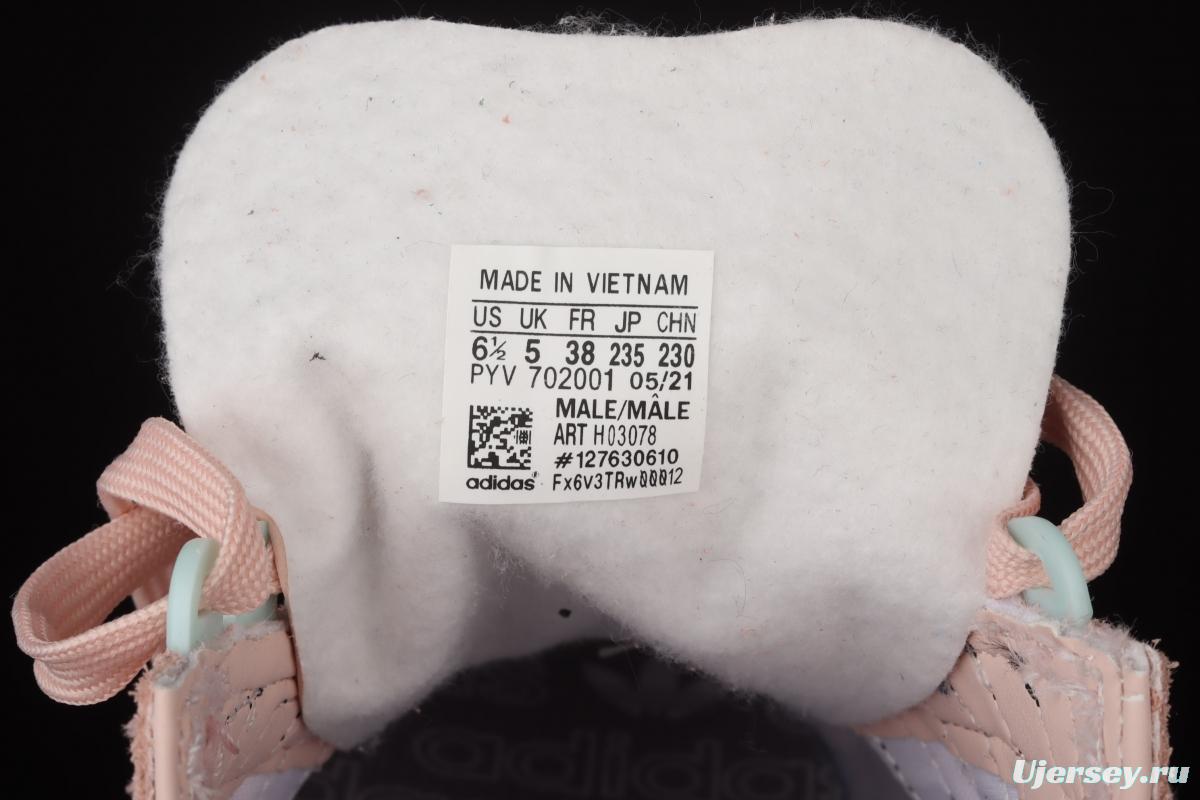 MADE IN VIETNAM
US UK FR JP CHN
6½ 5 38 235 230
PYV 702001 05/21
MALE/MÂLE
ART H03078
#127630610
adidas
Fx6V3TRw00012
adidas
Ujersey.ru